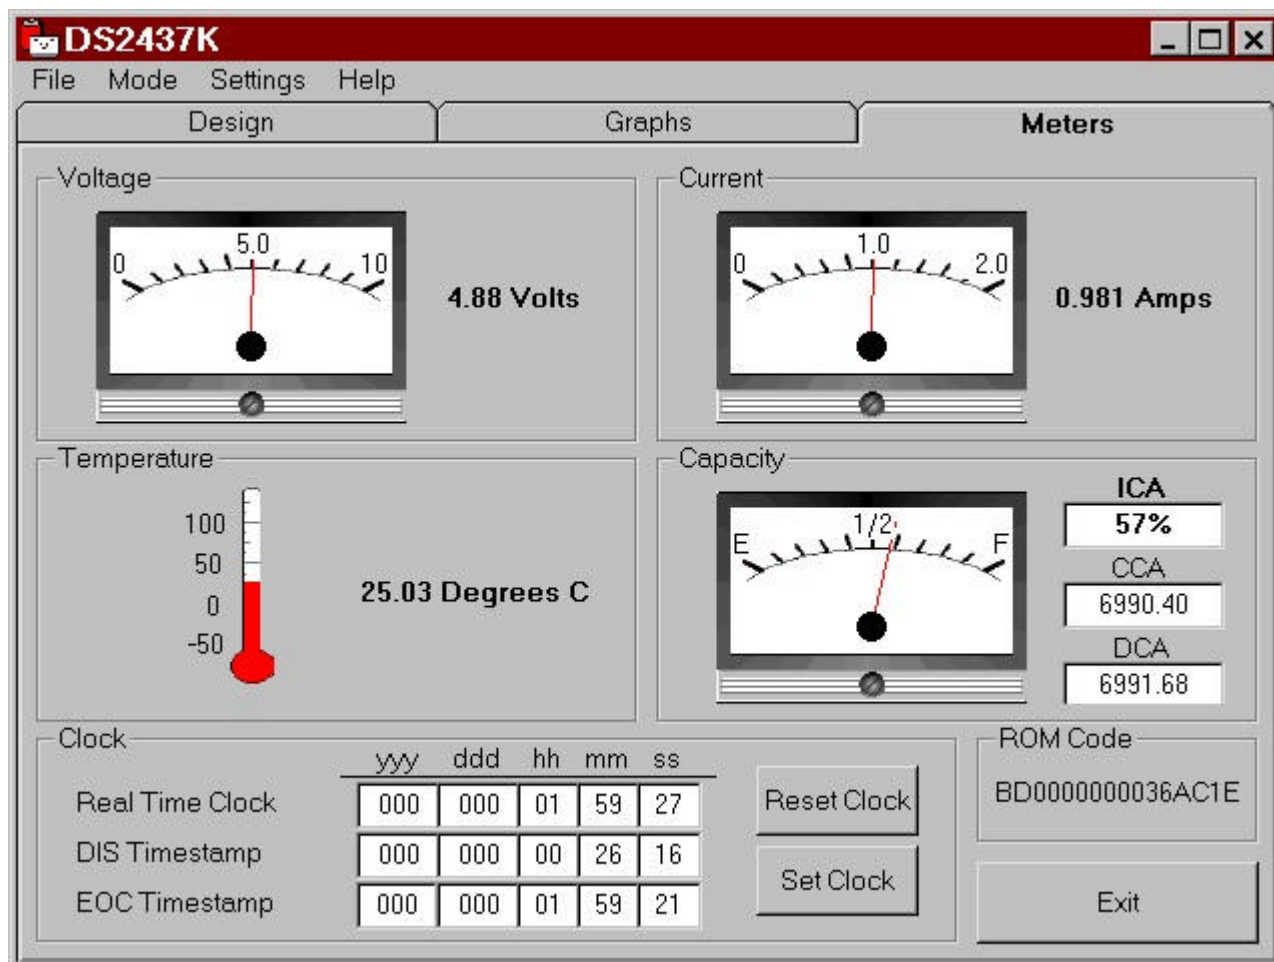 DS2437K
File Mode Settings Help
Design Graphs Meters
Voltage
0 5.0 10
4.88 Volts
Current
0 1.0 2.0
0.981 Amps
Temperature
100
50
0
-50
25.03 Degrees C
Capacity
E 1/2 F
ICA
57%
CCA
6990.40
DCA
6991.68
Clock
yyy ddd hh mm ss
Real Time Clock 000 000 01 59 27
DIS Timestamp 000 000 00 26 16
EOC Timestamp 000 000 01 59 21
Reset Clock
Set Clock
ROM Code
BD0000000036AC1E
Exit